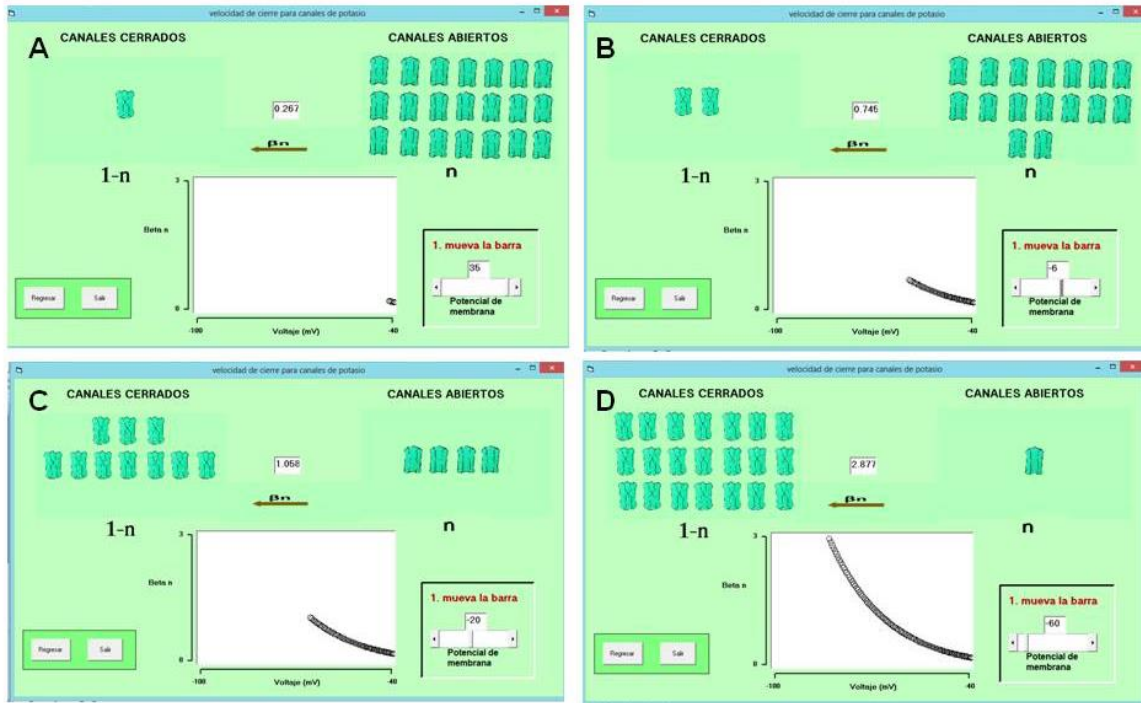 velocidad de cierre para canales de potasio
A
CANALES CERRADOS
CANALES ABIERTOS
0.267
βn
1-n
n
3
Beta n
0
-100
-40
Voltaje (mV)
1. mueva la barra
35
Potencial de
membrana
Regresar
Salir
velocidad de cierre para canales de potasio
B
CANALES CERRADOS
CANALES ABIERTOS
0.745
βn
1-n
n
3
Beta n
0
-100
-40
Voltaje (mV)
1. mueva la barra
-6
Potencial de
membrana
Regresar
Salir
velocidad de cierre para canales de potasio
C
CANALES CERRADOS
CANALES ABIERTOS
1.058
βn
1-n
n
3
Beta n
0
-100
-40
Voltaje (mV)
1. mueva la barra
-20
Potencial de
membrana
Regresar
Salir
velocidad de cierre para canales de potasio
D
CANALES CERRADOS
CANALES ABIERTOS
2.877
βn
1-n
n
3
Beta n
0
-100
-40
Voltaje (mV)
1. mueva la barra
-60
Potencial de
membrana
Regresar
Salir